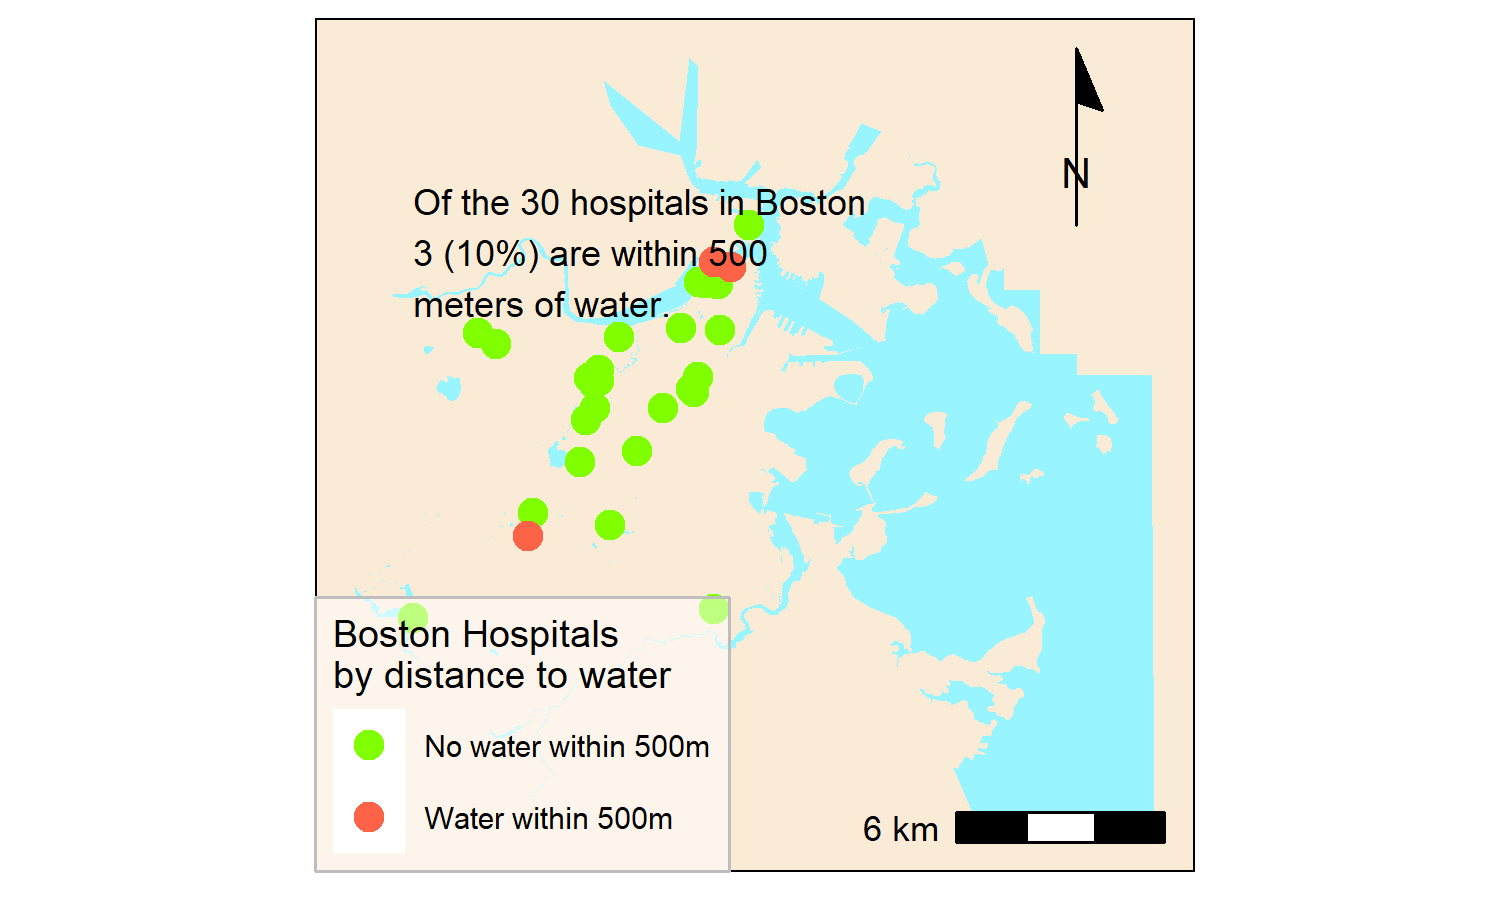 Of the 30 hospitals in Boston
3 (10%) are within 500
meters of water.
N
Boston Hospitals
by distance to water
No water within 500m
Water within 500m
6 km